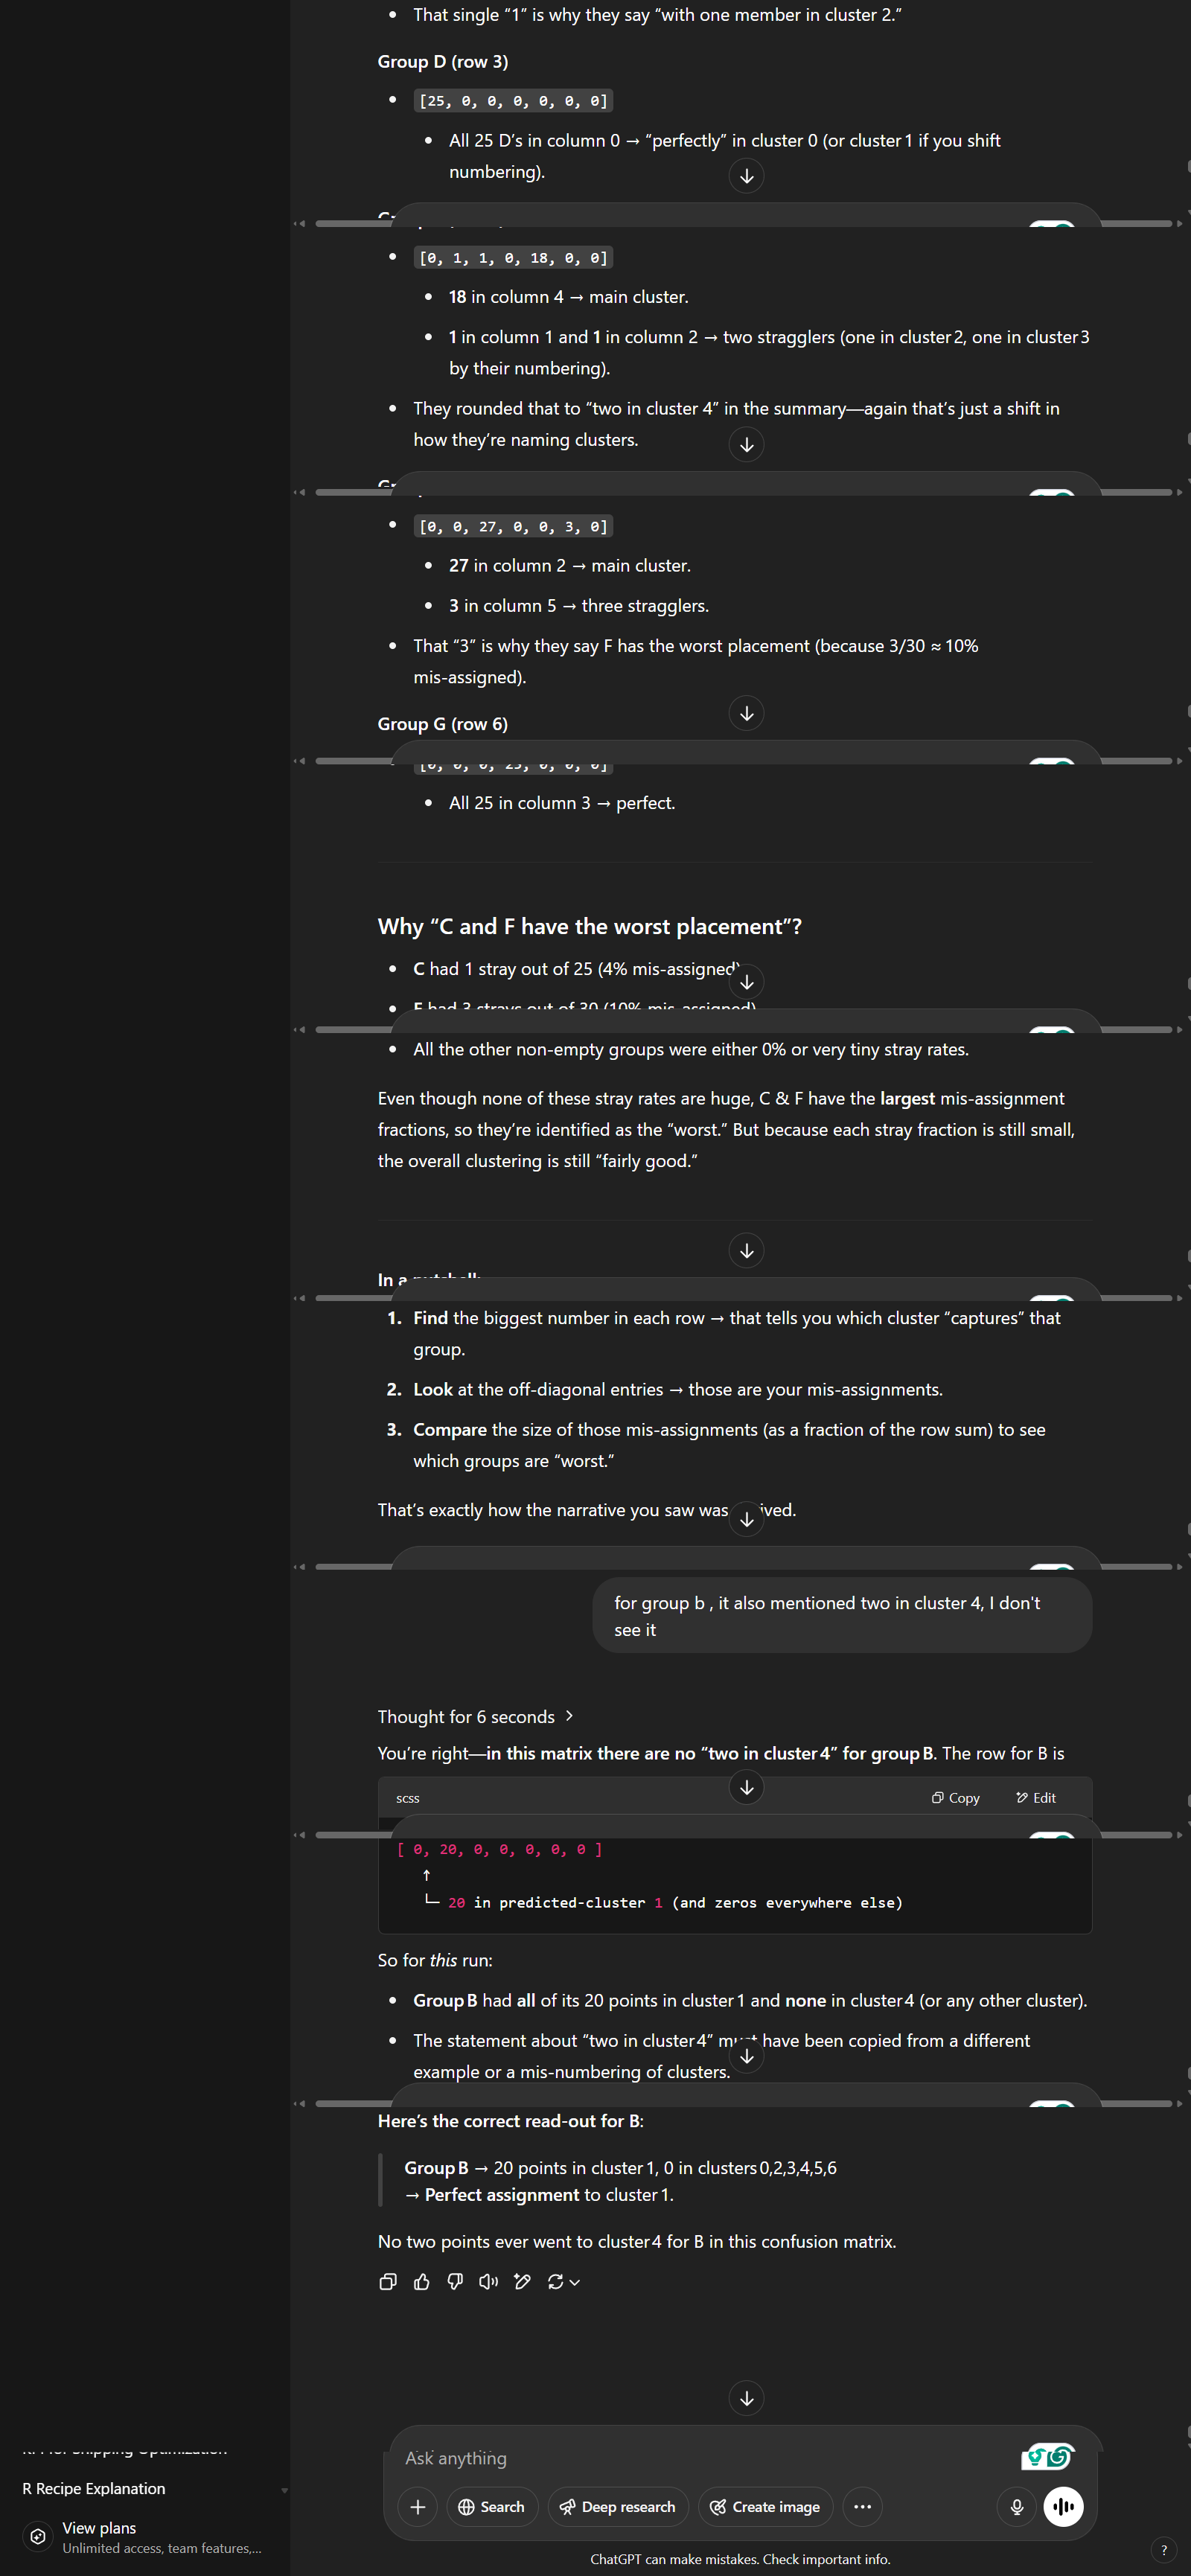 That single “1” is why they say “with one member in cluster 2.”
Group D (row 3)
[25, 0, 0, 0, 0, 0, 0]
All 25 D’s in column 0 → “perfectly” in cluster 0 (or cluster 1 if you shift
numbering).
[0, 1, 1, 0, 18, 0, 0]
18 in column 4 → main cluster.
1 in column 1 and 1 in column 2 → two stragglers (one in cluster 2, one in cluster 3
by their numbering).
They rounded that to “two in cluster 4” in the summary—again that’s just a shift in
how they’re naming clusters.
[0, 0, 27, 0, 0, 3, 0]
27 in column 2 → main cluster.
3 in column 5 → three stragglers.
That “3” is why they say F has the worst placement (because 3/30 ≈ 10%
mis-assigned).
Group G (row 6)
[0, 0, 0, 25, 0, 0, 0]
All 25 in column 3 → perfect.
Why “C and F have the worst placement”?
C had 1 stray out of 25 (4% mis-assigned)
F had 3 strays out of 30 (10% mis-assigned)
All the other non-empty groups were either 0% or very tiny stray rates.
Even though none of these stray rates are huge, C & F have the largest mis-assignment
fractions, so they’re identified as the “worst.” But because each stray fraction is still small,
the overall clustering is still “fairly good.”
In a nutshell
1. Find the biggest number in each row → that tells you which cluster “captures” that
group.
2. Look at the off-diagonal entries → those are your mis-assignments.
3. Compare the size of those mis-assignments (as a fraction of the row sum) to see
which groups are “worst.”
That’s exactly how the narrative you saw was
for group b , it also mentioned two in cluster 4, I don't
see it
Thought for 6 seconds
You’re right—in this matrix there are no “two in cluster 4” for group B. The row for B is
scss
Copy
Edit
[ 0, 20, 0, 0, 0, 0, 0 ]
↑
└─ 20 in predicted-cluster 1 (and zeros everywhere else)
So for this run:
Group B had all of its 20 points in cluster 1 and none in cluster 4 (or any other cluster).
The statement about “two in cluster 4” must have been copied from a different
example or a mis-numbering of clusters.
Here’s the correct read-out for B:
Group B → 20 points in cluster 1, 0 in clusters 0,2,3,4,5,6
→ Perfect assignment to cluster 1.
No two points ever went to cluster 4 for B in this confusion matrix.
Ask anything
Search
Deep research
Create image
R Recipe Explanation
View plans
Unlimited access, team features,...
ChatGPT can make mistakes. Check important info.
?